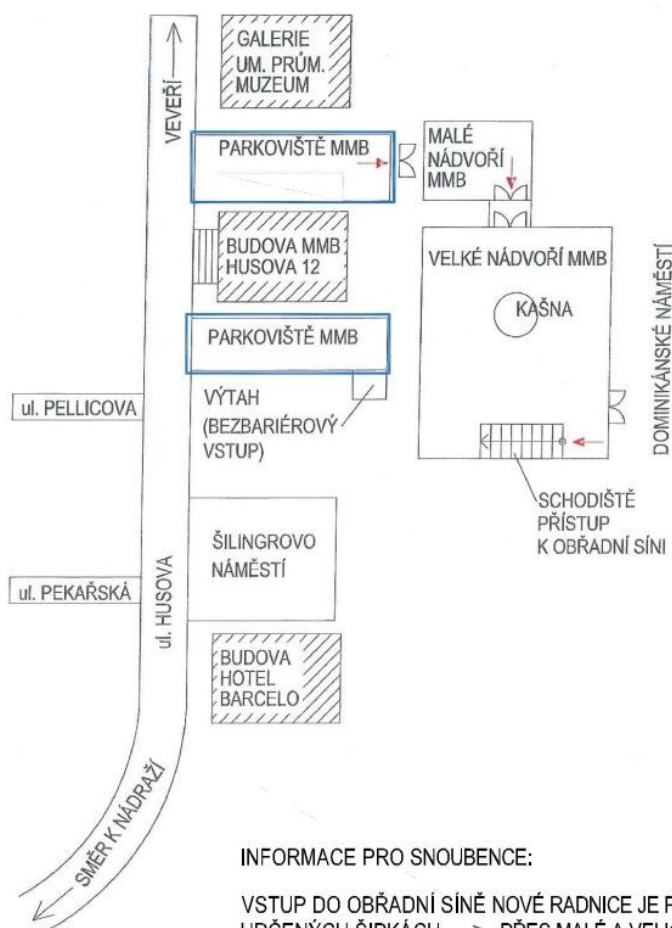 GALERIE
UM. PRŮM.
MUZEUM
VEVEŘÍ
PARKOVIŠTĚ MMB
MALÉ
NÁDVOŘÍ
MMB
BUDOVA MMB
HUSOVA 12
VELKÉ NÁDVOŘÍ MMB
KAŠNA
DOMINIKÁNSKÉ NÁMĚSTÍ
PARKOVIŠTĚ MMB
ul. PELLICOVA
VÝTAH
(BEZBARIÉROVÝ
VSTUP)
SCHODIŠTĚ
PŘÍSTUP
K OBŘADNÍ SÍNI
ŠILINGROVO
NÁMĚSTÍ
ul. PEKAŘSKÁ
ul. HUSOVA
BUDOVA
HOTEL
BARCELO
SMĚR K NÁDRAŽÍ
INFORMACE PRO SNOUBENCE:
VSTUP DO OBŘADNÍ SÍNĚ NOVÉ RADNICE JE